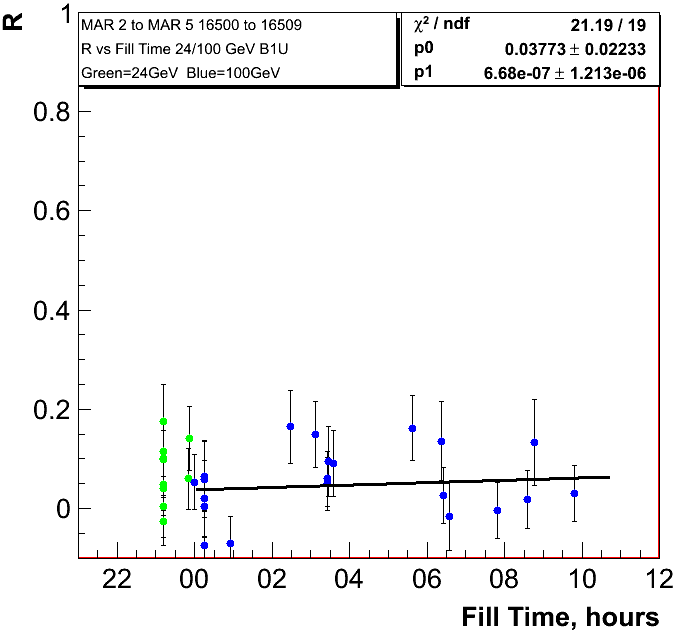 MAR 2 to MAR 5 16500 to 16509
R vs Fill Time 24/100 GeV B1U
Green=24GeV Blue=100GeV
χ² / ndf 21.19 / 19
p0 0.03773 ± 0.02233
p1 6.68e-07 ± 1.213e-06
R
1
0.8
0.6
0.4
0.2
0
22 00 02 04 06 08 10 12
Fill Time, hours